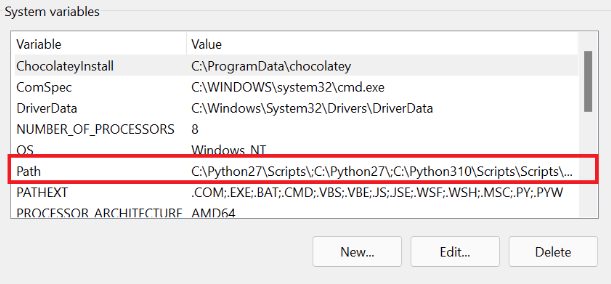 System variables
Variable Value
ChocolateyInstall C:\ProgramData\chocolatey
ComSpec C:\WINDOWS\system32\cmd.exe
DriverData C:\Windows\System32\Drivers\DriverData
NUMBER_OF_PROCESSORS 8
OS Windows_NT
Path C:\Python27\Scripts\;C:\Python27\;C:\Python310\Scripts\Scripts\...
PATHEXT .COM;.EXE;.BAT;.CMD;.VBS;.VBE;.JS;.JSE;.WSF;.WSH;.MSC;.PY;.PYW
PROCESSOR_ARCHITECTURE AMD64
New... Edit... Delete